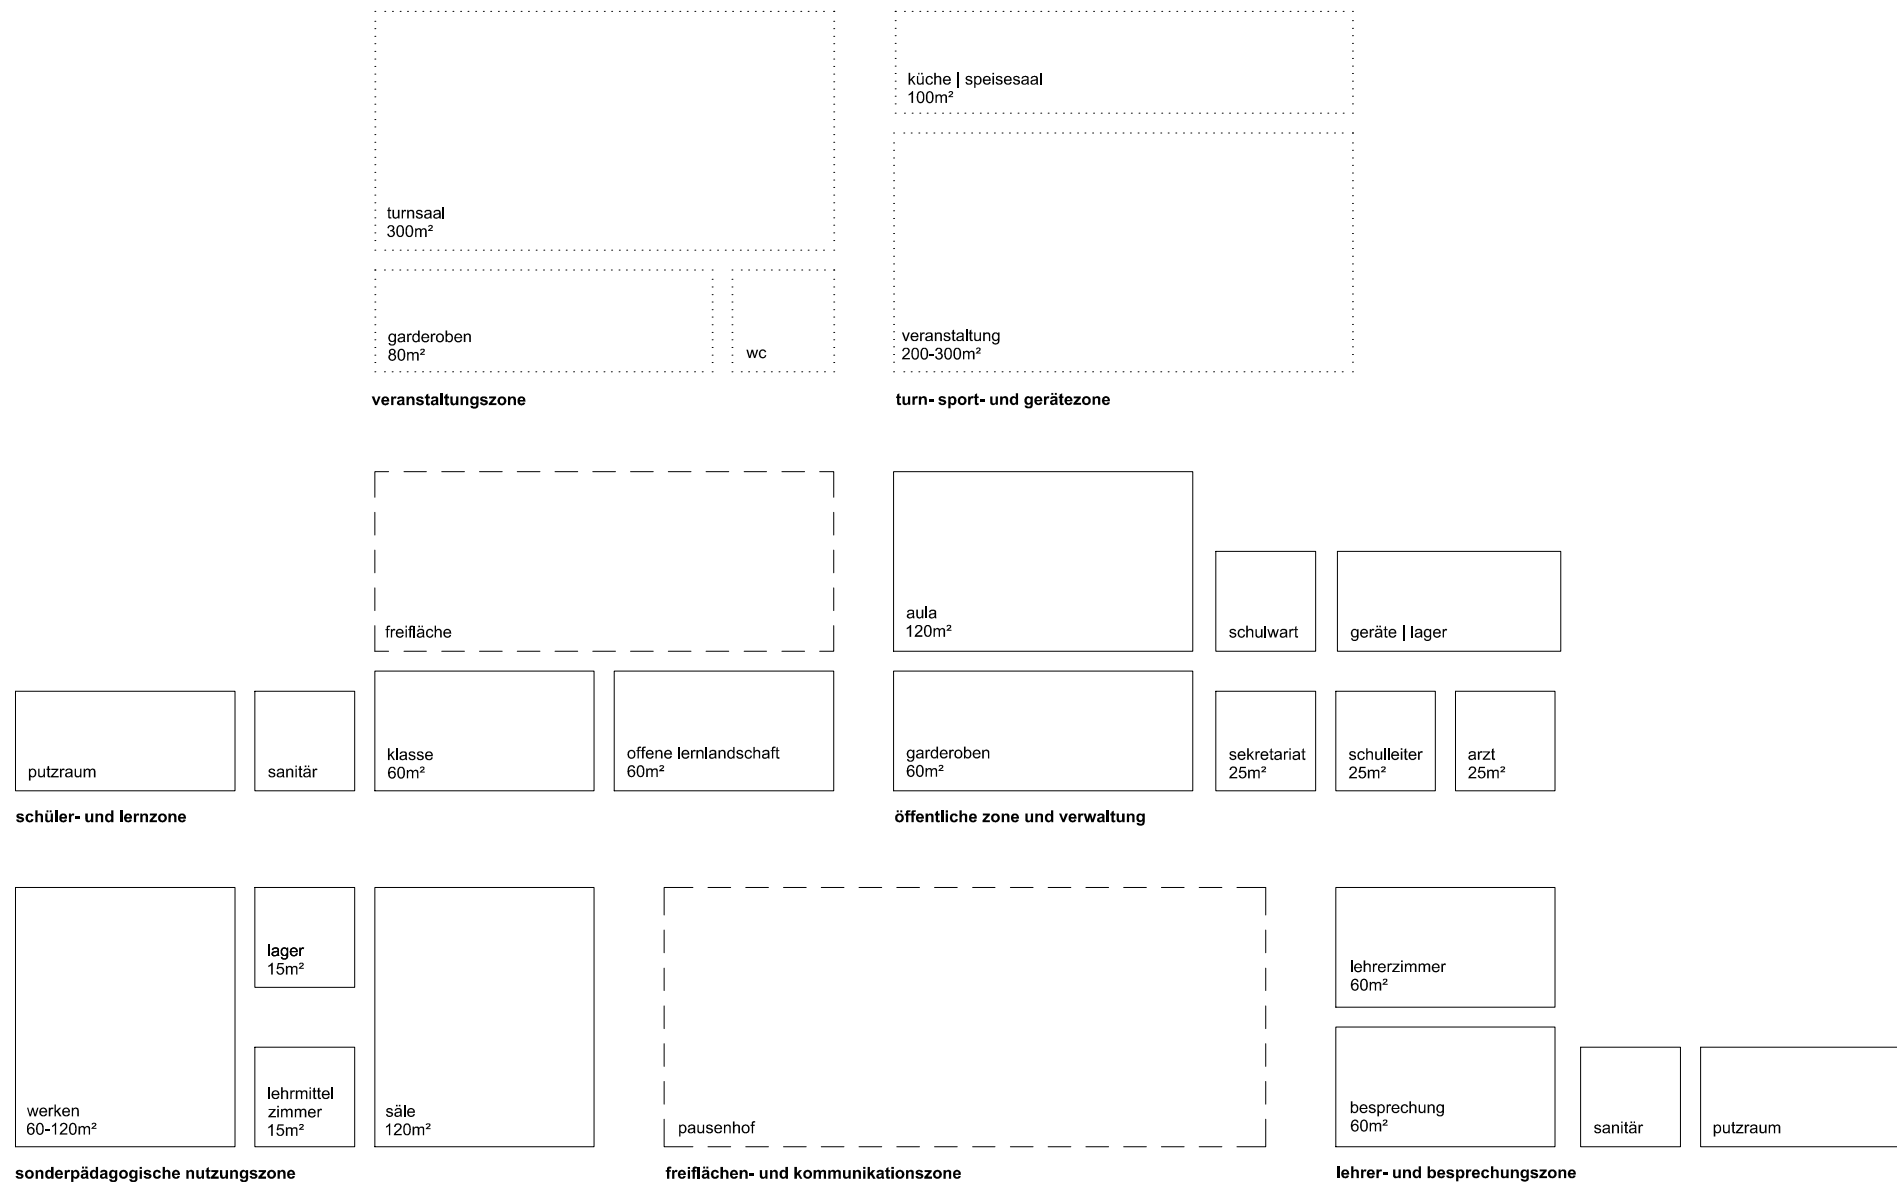 turnsaal
300m²
garderoben
80m²
wc
veranstaltungszone
küche | speisesaal
100m²
veranstaltung
200-300m²
turn- sport- und gerätezone
putzraum
sanitär
freifläche
klasse
60m²
offene lernlandschaft
60m²
schüler- und lernzone
aula
120m²
schulwart
geräte | lager
garderoben
60m²
sekretariat
25m²
schulleiter
25m²
arzt
25m²
öffentliche zone und verwaltung
werken
60-120m²
lager
15m²
lehrmittel
zimmer
15m²
säle
120m²
sonderpädagogische nutzungszone
pausenhof
freiflächen- und kommunikationszone
lehrerzimmer
60m²
besprechung
60m²
sanitär
putzraum
lehrer- und besprechungszone